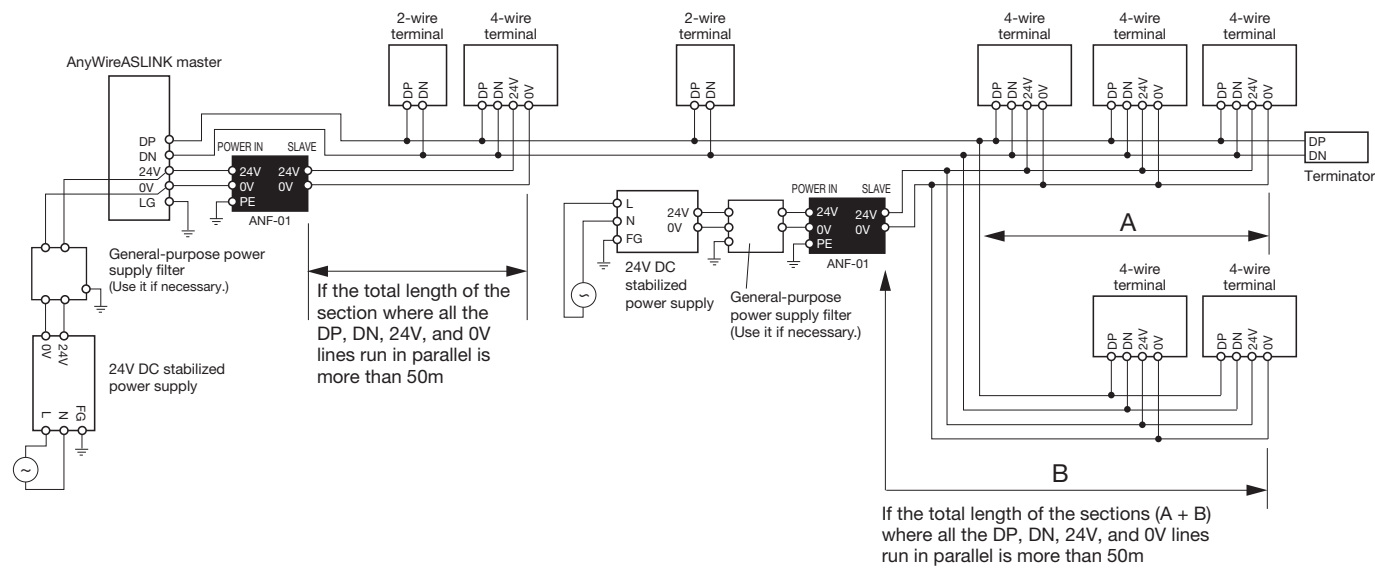 2-wire
terminal
4-wire
terminal
2-wire
terminal
4-wire
terminal
4-wire
terminal
4-wire
terminal
AnyWireASLINK master
DP
DN
24V
0V
LG
POWER IN
SLAVE
24V
0V
PE
24V
0V
ANF-01
DP
DN
DP
DN
24V
0V
DP
DN
DP
DN
24V
0V
DP
DN
24V
0V
DP
DN
24V
0V
DP
DN
Terminator
General-purpose power
supply filter
(Use it if necessary.)
0V
24V
L
N
FG
24V DC stabilized
power supply
~
If the total length of the
section where all the
DP, DN, 24V, and 0V
lines run in parallel is
more than 50m
~
L
N
FG
24V
0V
24V DC
stabilized
power supply
General-purpose
power supply filter
(Use it if necessary.)
POWER IN
SLAVE
24V
0V
PE
24V
0V
ANF-01
A
4-wire
terminal
4-wire
terminal
DP
DN
24V
0V
DP
DN
24V
0V
B
If the total length of the sections (A + B)
where all the DP, DN, 24V, and 0V lines
run in parallel is more than 50m